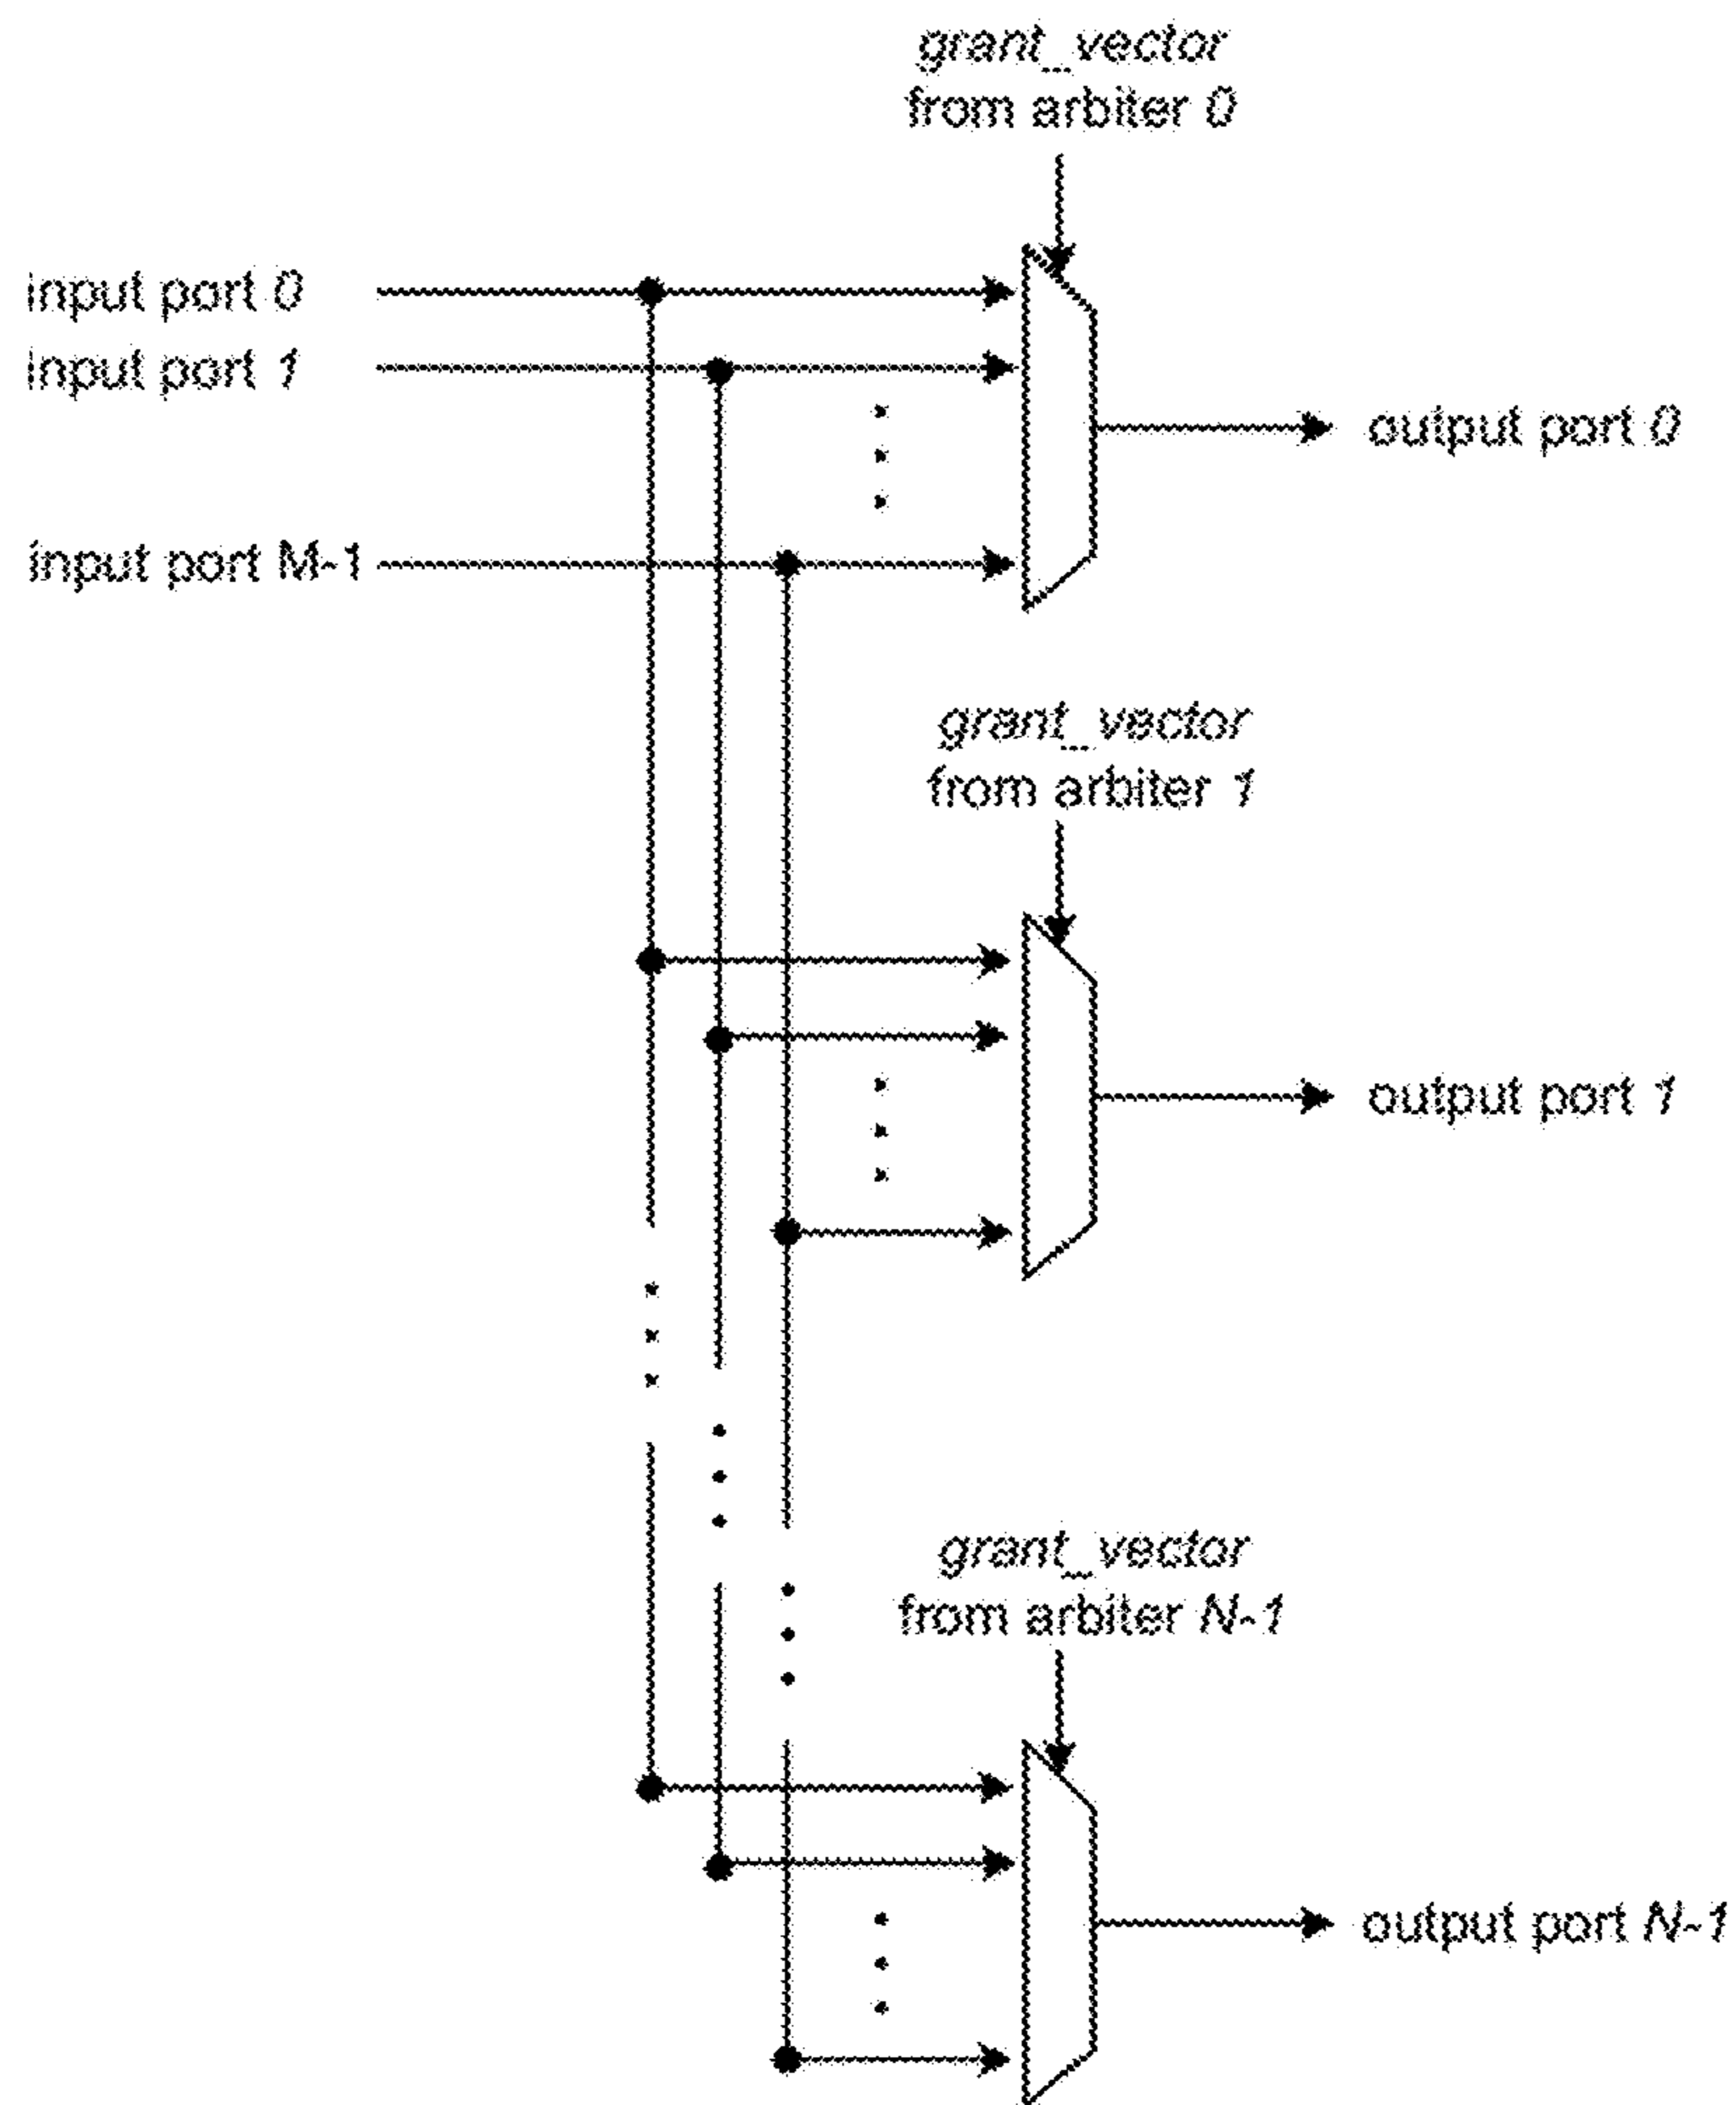 grant_vector
from arbiter 0
input port 0
input port 1
output port 0
input port M-1
grant_vector
from arbiter 1
output port 1
grant_vector
from arbiter N-1
output port N-1